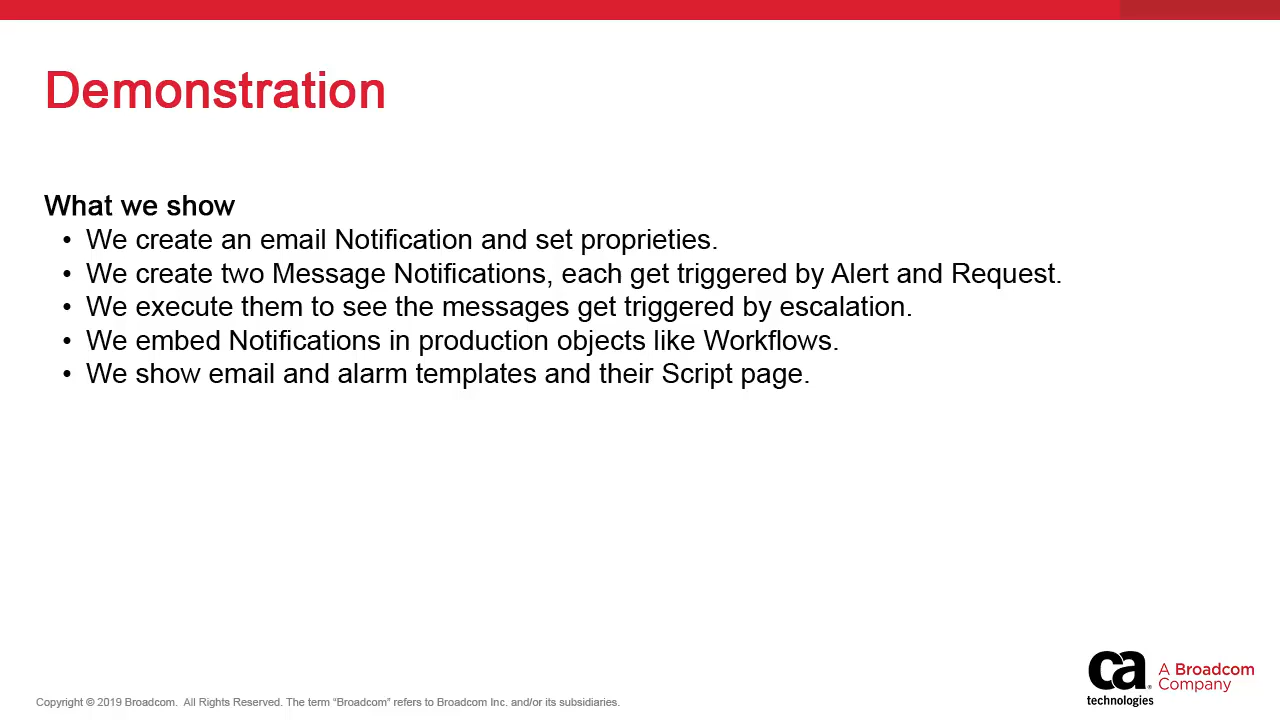 Demonstration
What we show
• We create an email Notification and set proprieties.
• We create two Message Notifications, each get triggered by Alert and Request.
• We execute them to see the messages get triggered by escalation.
• We embed Notifications in production objects like Workflows.
• We show email and alarm templates and their Script page.
ca
technologies
A Broadcom
Company
Copyright © 2019 Broadcom. All Rights Reserved. The term “Broadcom” refers to Broadcom Inc. and/or its subsidiaries.